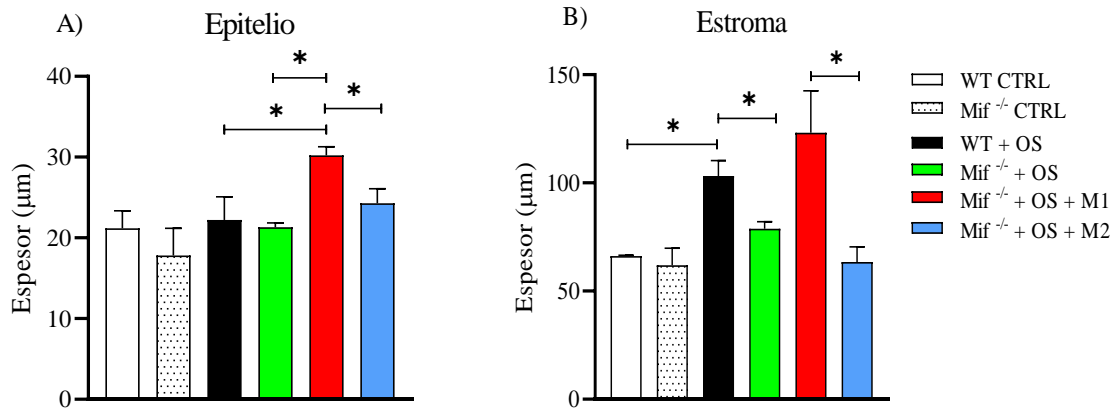 A)
Epitelio
Espesor (µm)
40
30
20
10
0
*
*
*
B)
Estroma
Espesor (µm)
150
100
50
0
*
*
*
WT CTRL
Mif -/- CTRL
WT + OS
Mif -/- + OS
Mif -/- + OS + M1
Mif -/- + OS + M2